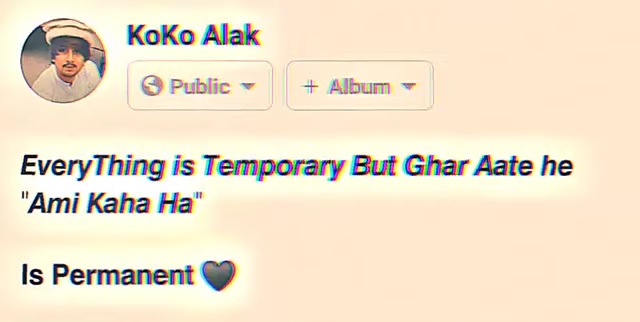 KoKo Alak
Public
+ Album
EveryThing is Temporary But Ghar Aate he
"Ami Kaha Ha"
Is Permanent 🖤